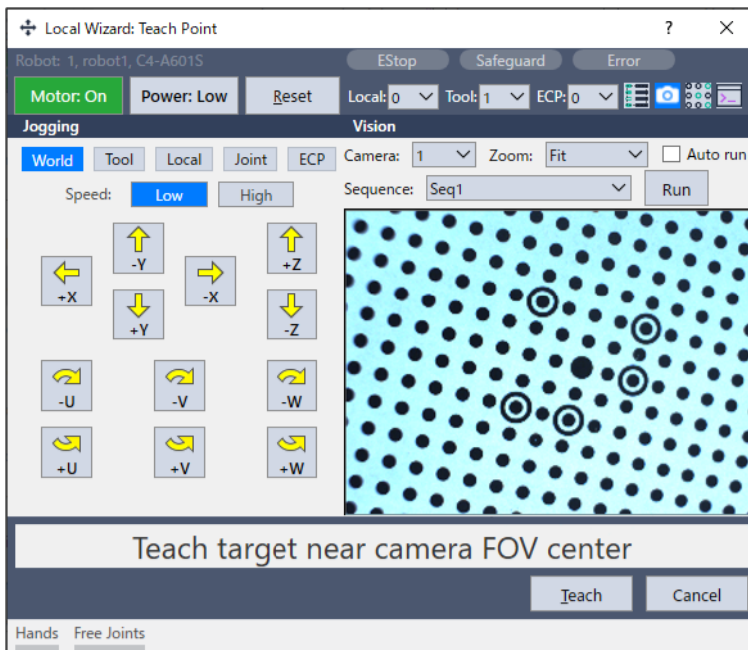 Local Wizard: Teach Point
Robot: 1, robot1, C4-A601S EStop Safeguard Error
Motor: On Power: Low Reset Local: 0 Tool: 1 ECP: 0
Jogging Vision
World Tool Local Joint ECP Camera: 1 Zoom: Fit Auto run
Speed: Low High Sequence: Seq1 Run
-Y +Z
+X -X
+Y -Z
-U -V -W
+U +V +W
Teach target near camera FOV center
Teach Cancel
Hands Free Joints